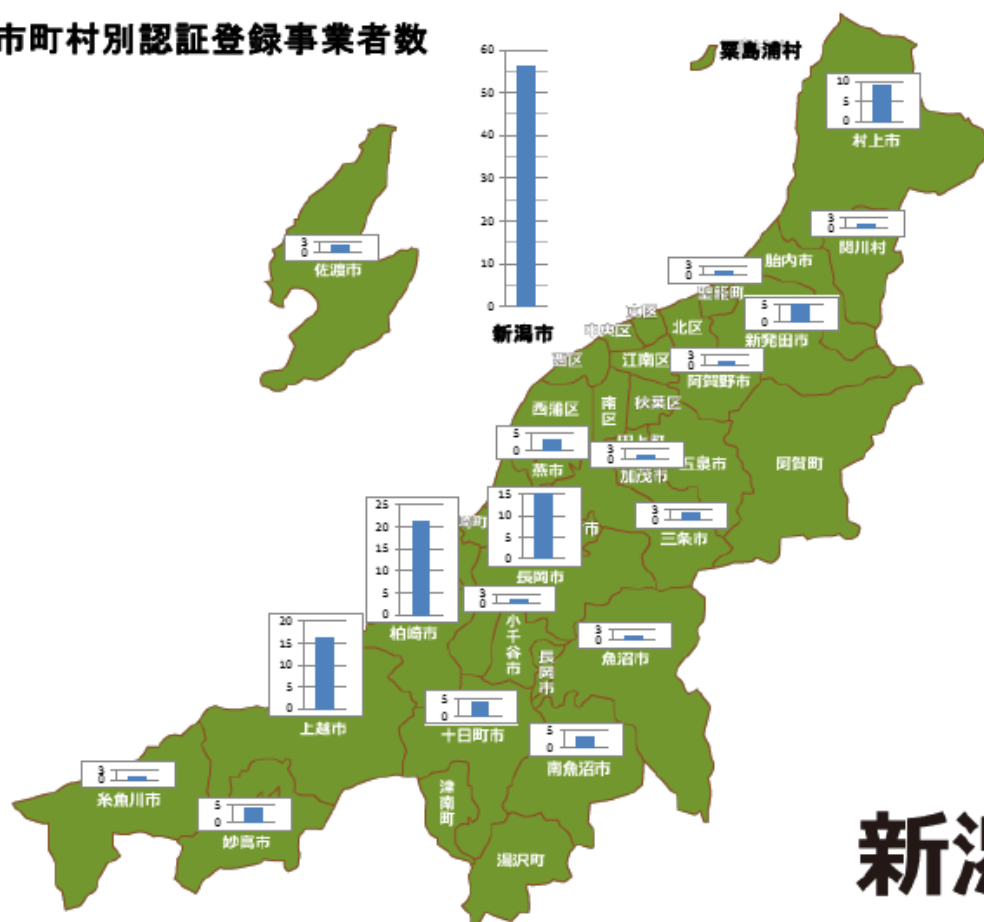 市町村別認証登録事業者数
粟島浦村
60
50
40
30
20
10
0
新潟市
10
5
0
村上市
3
0
関川村
胎内市
3
0
聖籠町
5
0
新発田市
北区
東区
中央区
西区
江南区
3
0
阿賀野市
3
0
佐渡市
西蒲区
南区
秋葉区
5
0
燕市
田上町
3
0
加茂市
五泉市
阿賀町
3
0
三条市
15
10
5
0
長岡市
市
町
25
20
15
10
5
0
柏崎市
3
0
小千谷市
長岡市
3
0
魚沼市
20
15
10
5
0
上越市
5
0
十日町市
5
0
南魚沼市
3
0
糸魚川市
5
0
妙高市
津南町
湯沢町
新潟